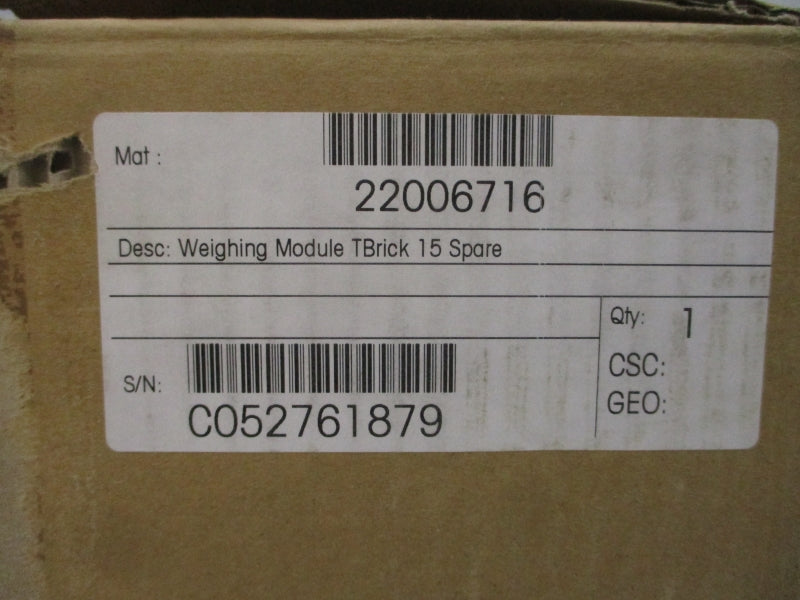 Mat :
22006716
Desc: Weighing Module TBrick 15 Spare
Qty: 1
CSC:
GEO:
S/N:
C052761879